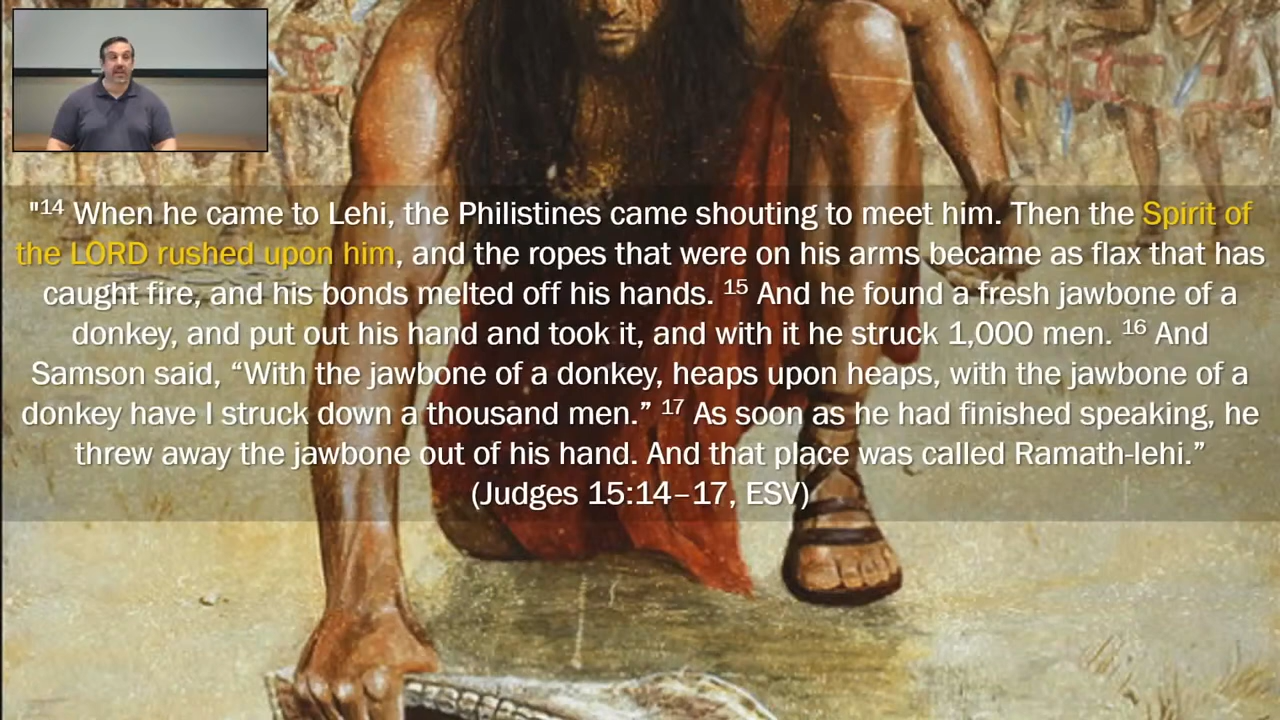 "14 When he came to Lehi, the Philistines came shouting to meet him. Then the Spirit of
the LORD rushed upon him, and the ropes that were on his arms became as flax that has
caught fire, and his bonds melted off his hands. 15 And he found a fresh jawbone of a
donkey, and put out his hand and took it, and with it he struck 1,000 men. 16 And
Samson said, “With the jawbone of a donkey, heaps upon heaps, with the jawbone of a
donkey have I struck down a thousand men.” 17 As soon as he had finished speaking, he
threw away the jawbone out of his hand. And that place was called Ramath-lehi.”
(Judges 15:14–17, ESV)